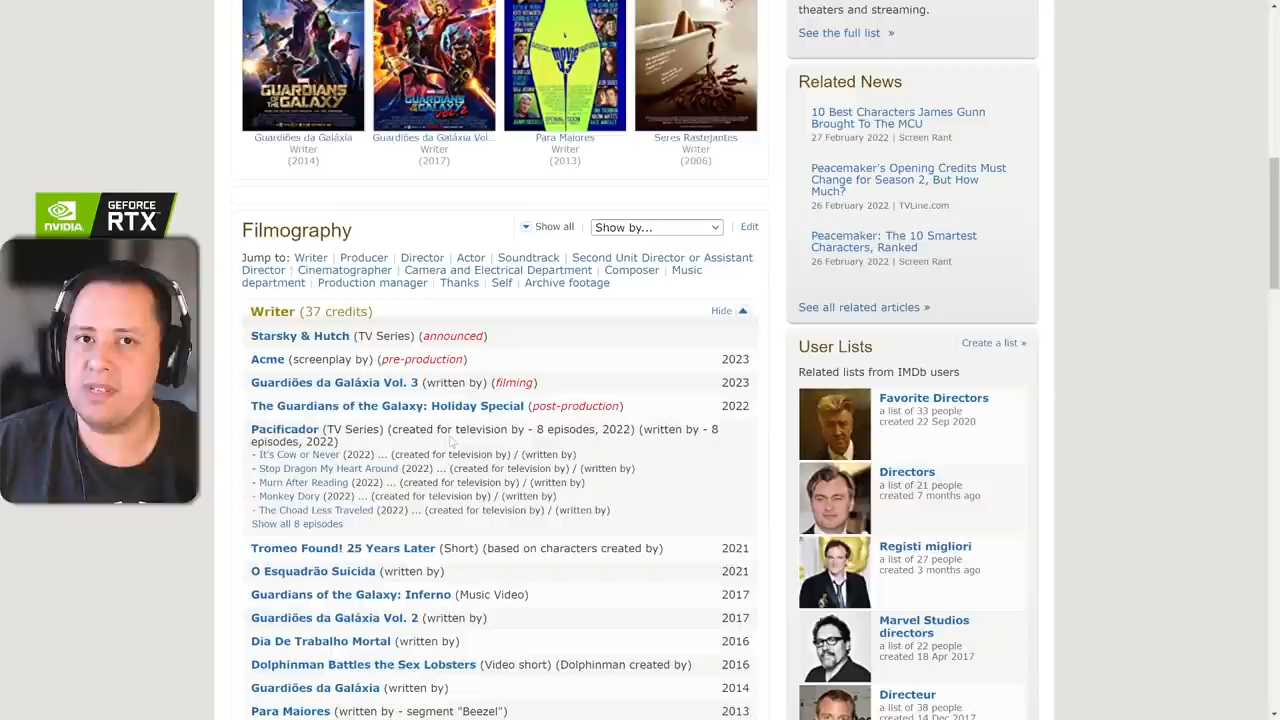 theaters and streaming.
See the full list »
GUARDIANS
OF THE GALAXY
GUARDIANS
OF THE GALAXY
VOL. 2
MOVIE
43
Guardiões da Galáxia
Writer
(2014)
Guardiões da Galáxia Vol...
Writer
(2017)
Para Maiores
Writer
(2013)
Seres Rastejantes
Writer
(2006)
Related News
10 Best Characters James Gunn
Brought To The MCU
27 February 2022 | Screen Rant
Peacemaker's Opening Credits Must
Change for Season 2, But How
Much?
26 February 2022 | TVLine.com
Peacemaker: The 10 Smartest
Characters, Ranked
26 February 2022 | Screen Rant
See all related articles »
NVIDIA.
GEFORCE
RTX
Filmography
Show all | Show by... | Edit
Jump to: Writer | Producer | Director | Actor | Soundtrack | Second Unit Director or Assistant
Director | Cinematographer | Camera and Electrical Department | Composer | Music
department | Production manager | Thanks | Self | Archive footage
Writer (37 credits) Hide
Starsky & Hutch (TV Series) (announced)
Acme (screenplay by) (pre-production) 2023
Guardiões da Galáxia Vol. 3 (written by) (filming) 2023
The Guardians of the Galaxy: Holiday Special (post-production) 2022
Pacificador (TV Series) (created for television by - 8 episodes, 2022) (written by - 8
episodes, 2022)
- It's Cow or Never (2022) ... (created for television by) / (written by)
- Stop Dragon My Heart Around (2022) ... (created for television by) / (written by)
- Murn After Reading (2022) ... (created for television by) / (written by)
- Monkey Dory (2022) ... (created for television by) / (written by)
- The Choad Less Traveled (2022) ... (created for television by) / (written by)
Show all 8 episodes
Tromeo Found! 25 Years Later (Short) (based on characters created by) 2021
O Esquadrão Suicida (written by) 2021
Guardians of the Galaxy: Inferno (Music Video) 2017
Guardiões da Galáxia Vol. 2 (written by) 2017
Dia De Trabalho Mortal (written by) 2016
Dolphinman Battles the Sex Lobsters (Video short) (Dolphinman created by) 2016
Guardiões da Galáxia (written by) 2014
Para Maiores (written by - segment "Beezel") 2013
User Lists
Create a list »
Related lists from IMDb users
Favorite Directors
a list of 33 people
created 22 Sep 2020
Directors
a list of 21 people
created 7 months ago
Registi migliori
a list of 27 people
created 3 months ago
Marvel Studios
directors
a list of 22 people
created 18 Apr 2017
Directeur
a list of 38 people
created 14 Dec 2017